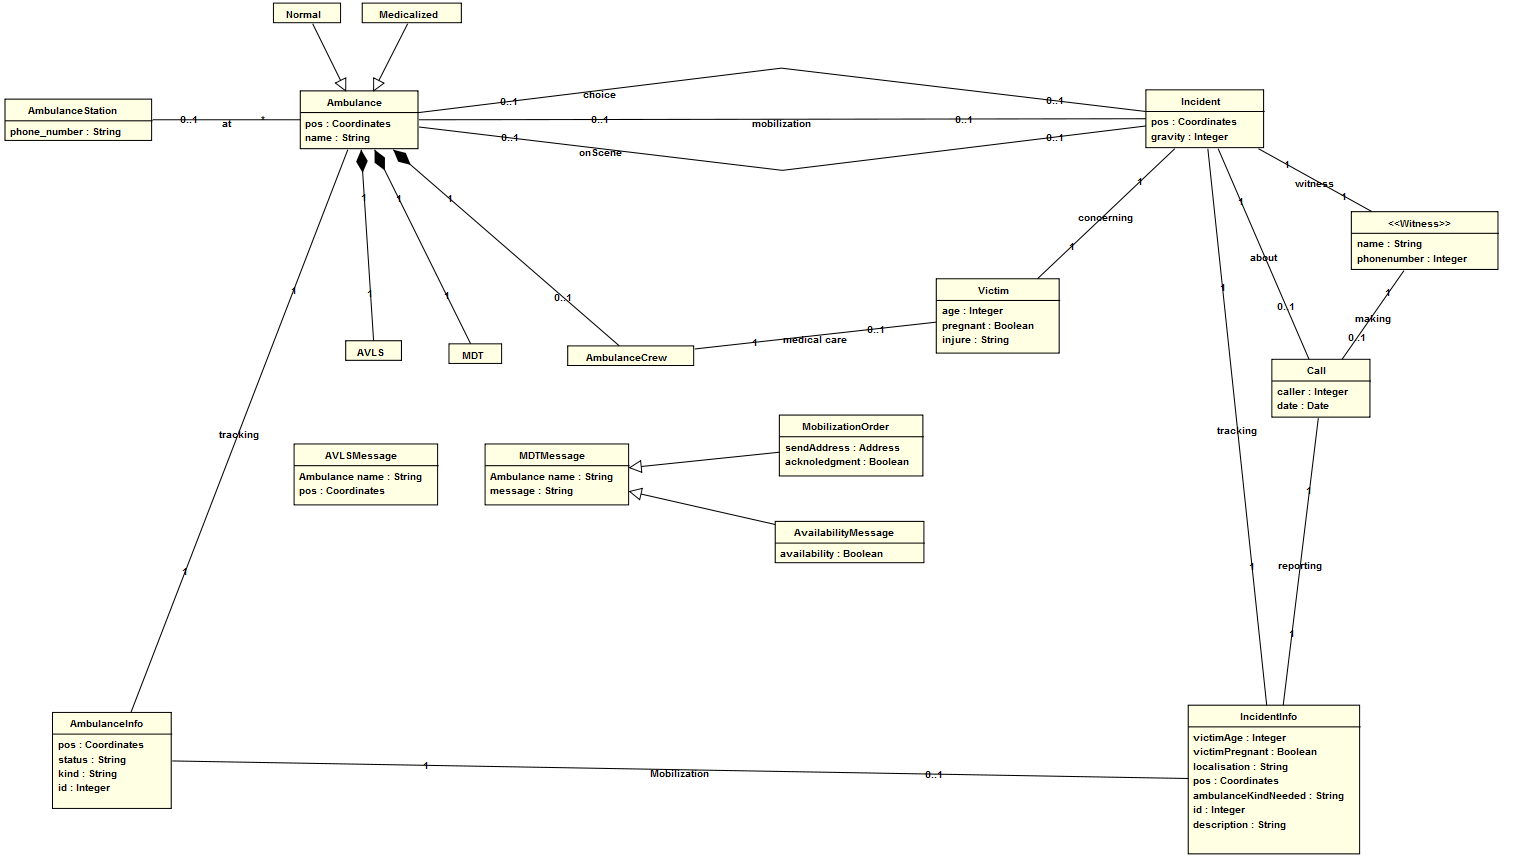 Normal
Medicalized
AmbulanceStation
phone_number : String
0..1
at
*
Ambulance
pos : Coordinates
name : String
0..1
choice
0..1
0..1
mobilization
0..1
0..1
onScene
0..1
Incident
pos : Coordinates
gravity : Integer
1
witness
1
<<Witness>>
name : String
phonenumber : Integer
1
concerning
1
1
about
0..1
1
making
0..1
1
1
1
1
1
1
0..1
AVLS
MDT
AmbulanceCrew
1
medical care
0..1
Victim
age : Integer
pregnant : Boolean
injure : String
Call
caller : Integer
date : Date
1
tracking
1
1
tracking
1
1
reporting
1
AVLSMessage
Ambulance name : String
pos : Coordinates
MDTMessage
Ambulance name : String
message : String
MobilizationOrder
sendAddress : Address
acknoledgment : Boolean
AvailabilityMessage
availability : Boolean
AmbulanceInfo
pos : Coordinates
status : String
kind : String
id : Integer
1
Mobilization
0..1
IncidentInfo
victimAge : Integer
victimPregnant : Boolean
localisation : String
pos : Coordinates
ambulanceKindNeeded : String
id : Integer
description : String